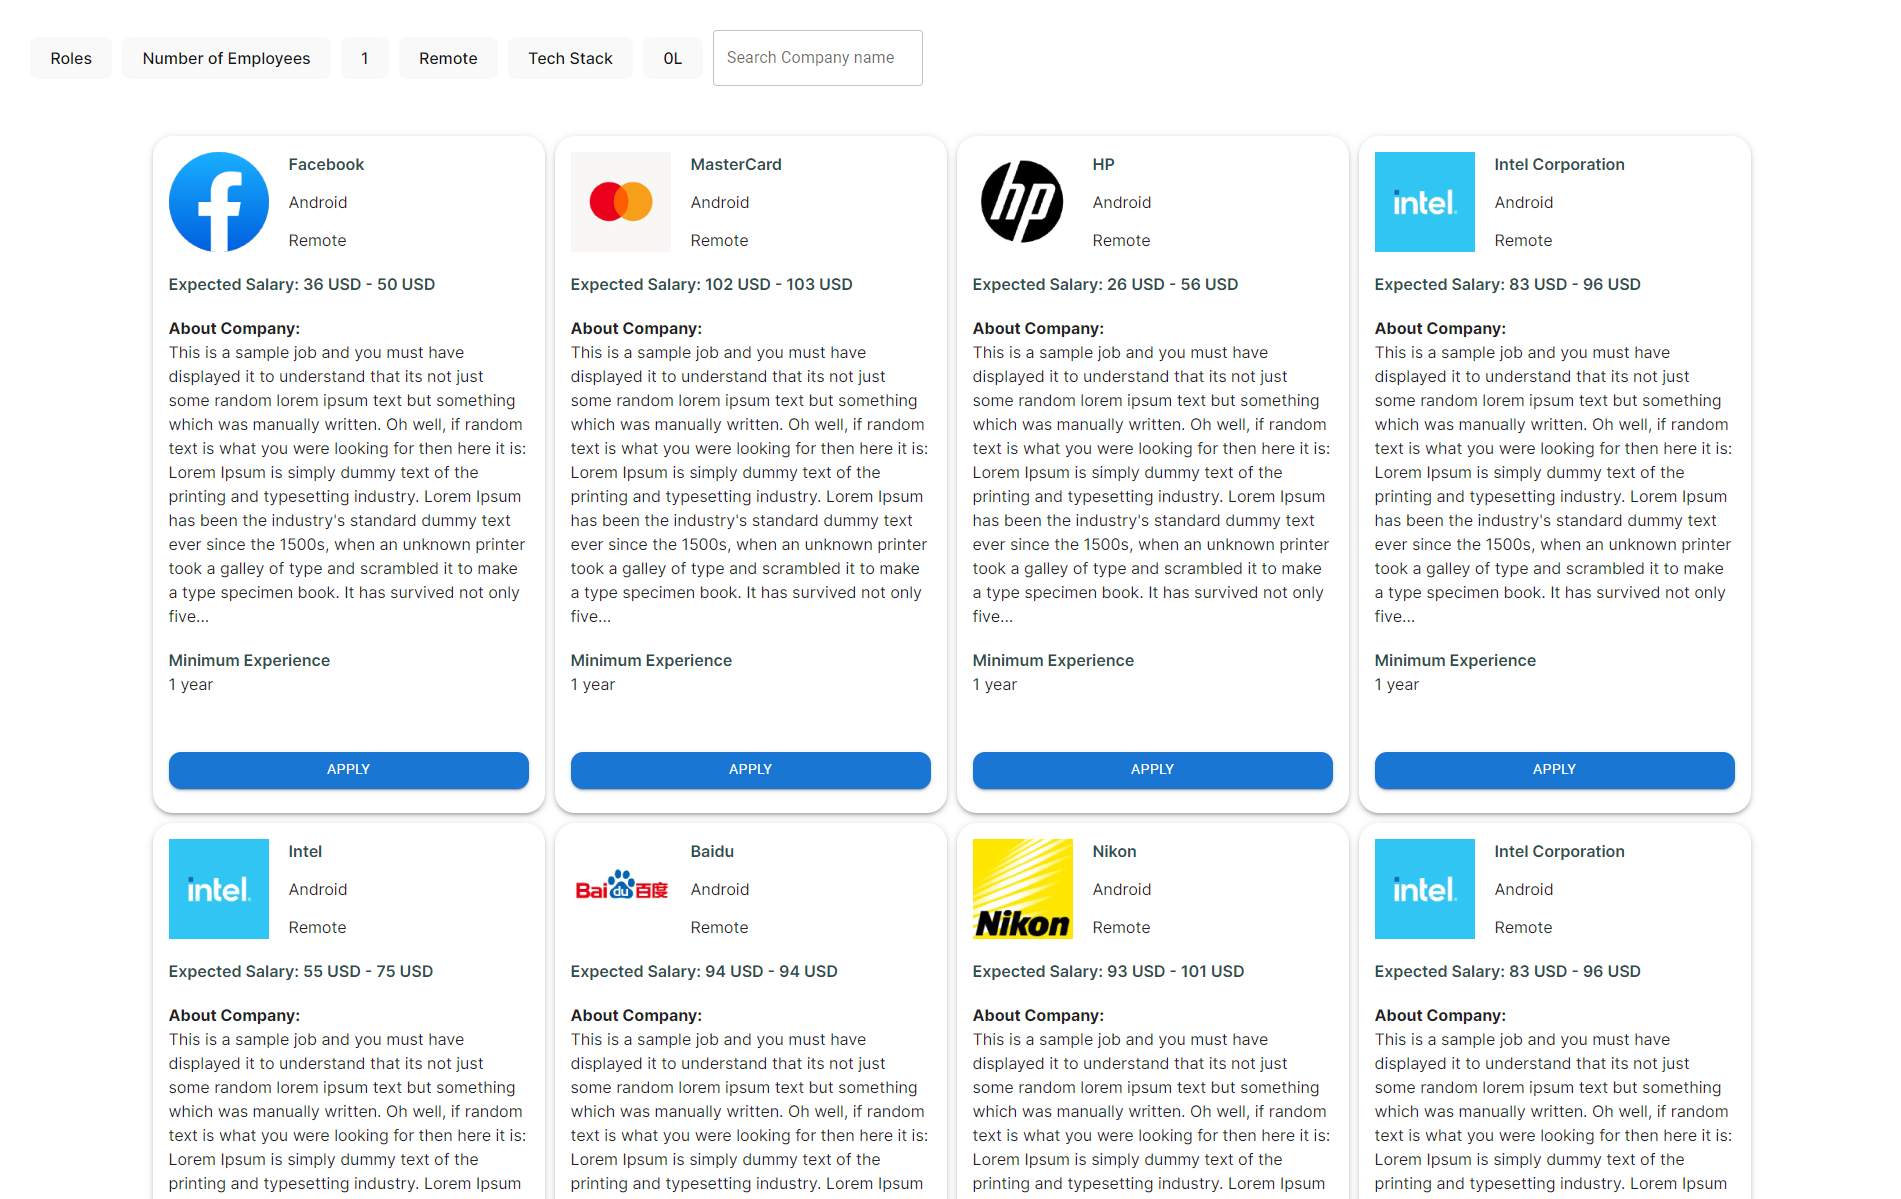 Roles
Number of Employees
1
Remote
Tech Stack
0L
Search Company name
Facebook
Android
Remote
Expected Salary: 36 USD - 50 USD
About Company:
This is a sample job and you must have
displayed it to understand that its not just
some random lorem ipsum text but something
which was manually written. Oh well, if random
text is what you were looking for then here it is:
Lorem Ipsum is simply dummy text of the
printing and typesetting industry. Lorem Ipsum
has been the industry's standard dummy text
ever since the 1500s, when an unknown printer
took a galley of type and scrambled it to make
a type specimen book. It has survived not only
five...
Minimum Experience
1 year
APPLY
MasterCard
Android
Remote
Expected Salary: 102 USD - 103 USD
About Company:
This is a sample job and you must have
displayed it to understand that its not just
some random lorem ipsum text but something
which was manually written. Oh well, if random
text is what you were looking for then here it is:
Lorem Ipsum is simply dummy text of the
printing and typesetting industry. Lorem Ipsum
has been the industry's standard dummy text
ever since the 1500s, when an unknown printer
took a galley of type and scrambled it to make
a type specimen book. It has survived not only
five...
Minimum Experience
1 year
APPLY
hp
HP
Android
Remote
Expected Salary: 26 USD - 56 USD
About Company:
This is a sample job and you must have
displayed it to understand that its not just
some random lorem ipsum text but something
which was manually written. Oh well, if random
text is what you were looking for then here it is:
Lorem Ipsum is simply dummy text of the
printing and typesetting industry. Lorem Ipsum
has been the industry's standard dummy text
ever since the 1500s, when an unknown printer
took a galley of type and scrambled it to make
a type specimen book. It has survived not only
five...
Minimum Experience
1 year
APPLY
intel.
Intel Corporation
Android
Remote
Expected Salary: 83 USD - 96 USD
About Company:
This is a sample job and you must have
displayed it to understand that its not just
some random lorem ipsum text but something
which was manually written. Oh well, if random
text is what you were looking for then here it is:
Lorem Ipsum is simply dummy text of the
printing and typesetting industry. Lorem Ipsum
has been the industry's standard dummy text
ever since the 1500s, when an unknown printer
took a galley of type and scrambled it to make
a type specimen book. It has survived not only
five...
Minimum Experience
1 year
APPLY
intel.
Intel
Android
Remote
Expected Salary: 55 USD - 75 USD
About Company:
This is a sample job and you must have
displayed it to understand that its not just
some random lorem ipsum text but something
which was manually written. Oh well, if random
text is what you were looking for then here it is:
Lorem Ipsum is simply dummy text of the
printing and typesetting industry. Lorem Ipsum
Bai du 百度
Baidu
Android
Remote
Expected Salary: 94 USD - 94 USD
About Company:
This is a sample job and you must have
displayed it to understand that its not just
some random lorem ipsum text but something
which was manually written. Oh well, if random
text is what you were looking for then here it is:
Lorem Ipsum is simply dummy text of the
printing and typesetting industry. Lorem Ipsum
Nikon
Nikon
Android
Remote
Expected Salary: 93 USD - 101 USD
About Company:
This is a sample job and you must have
displayed it to understand that its not just
some random lorem ipsum text but something
which was manually written. Oh well, if random
text is what you were looking for then here it is:
Lorem Ipsum is simply dummy text of the
printing and typesetting industry. Lorem Ipsum
intel.
Intel Corporation
Android
Remote
Expected Salary: 83 USD - 96 USD
About Company:
This is a sample job and you must have
displayed it to understand that its not just
some random lorem ipsum text but something
which was manually written. Oh well, if random
text is what you were looking for then here it is:
Lorem Ipsum is simply dummy text of the
printing and typesetting industry. Lorem Ipsum